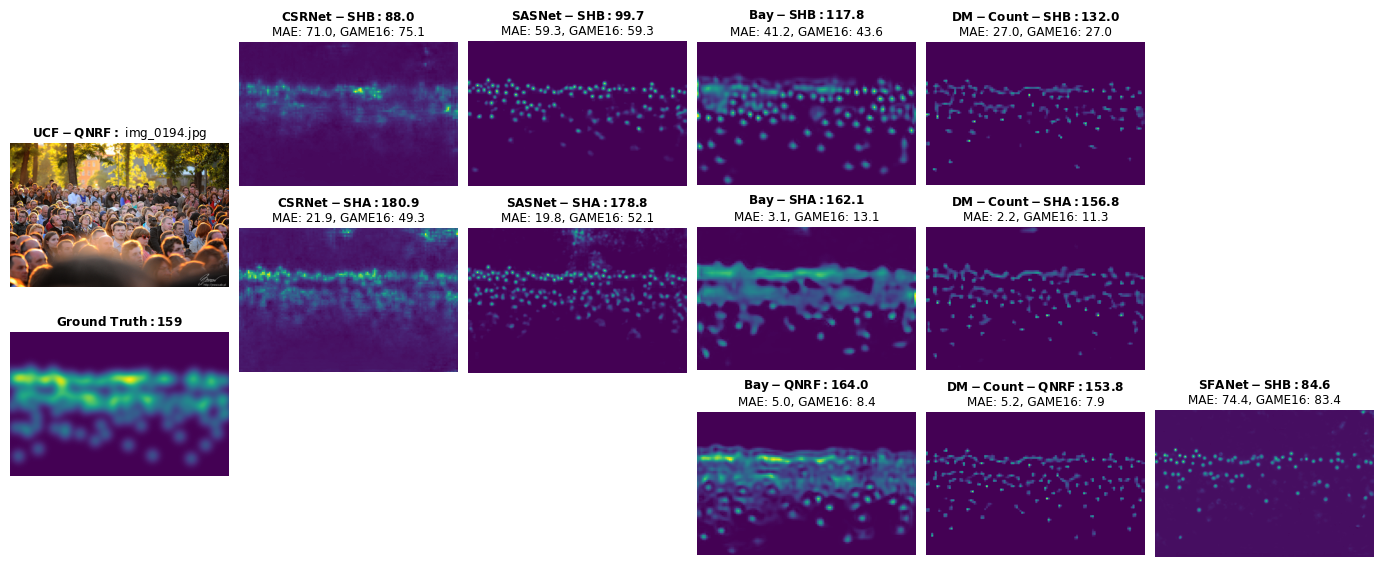 CSRNet − SHB : 88.0
MAE: 71.0, GAME16: 75.1
SASNet − SHB : 99.7
MAE: 59.3, GAME16: 59.3
Bay − SHB : 117.8
MAE: 41.2, GAME16: 43.6
DM − Count − SHB : 132.0
MAE: 27.0, GAME16: 27.0
UCF − QNRF : img_0194.jpg
CSRNet − SHA : 180.9
MAE: 21.9, GAME16: 49.3
SASNet − SHA : 178.8
MAE: 19.8, GAME16: 52.1
Bay − SHA : 162.1
MAE: 3.1, GAME16: 13.1
DM − Count − SHA : 156.8
MAE: 2.2, GAME16: 11.3
Ground Truth : 159
Bay − QNRF : 164.0
MAE: 5.0, GAME16: 8.4
DM − Count − QNRF : 153.8
MAE: 5.2, GAME16: 7.9
SFANet − SHB : 84.6
MAE: 74.4, GAME16: 83.4